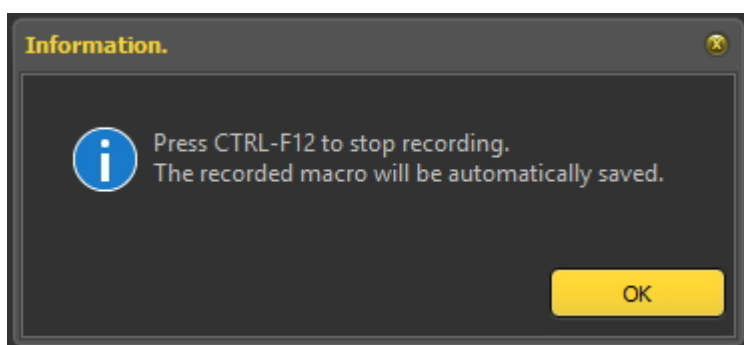 Information.
Press CTRL-F12 to stop recording.
The recorded macro will be automatically saved.
OK